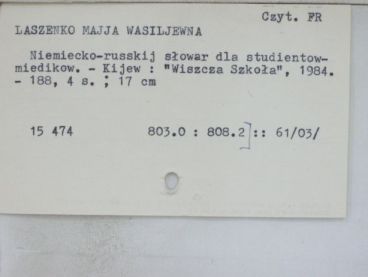 Czyt. FR
LASZENKO MAJJA WASILJEWNA
Niemiecko-russkij słowar dla studientow-
miedikow. - Kijew : "Wiszcza Szkoła", 1984.
- 188, 4 s. ; 17 cm
15 474 803.0 : 808.2]:: 61/03/